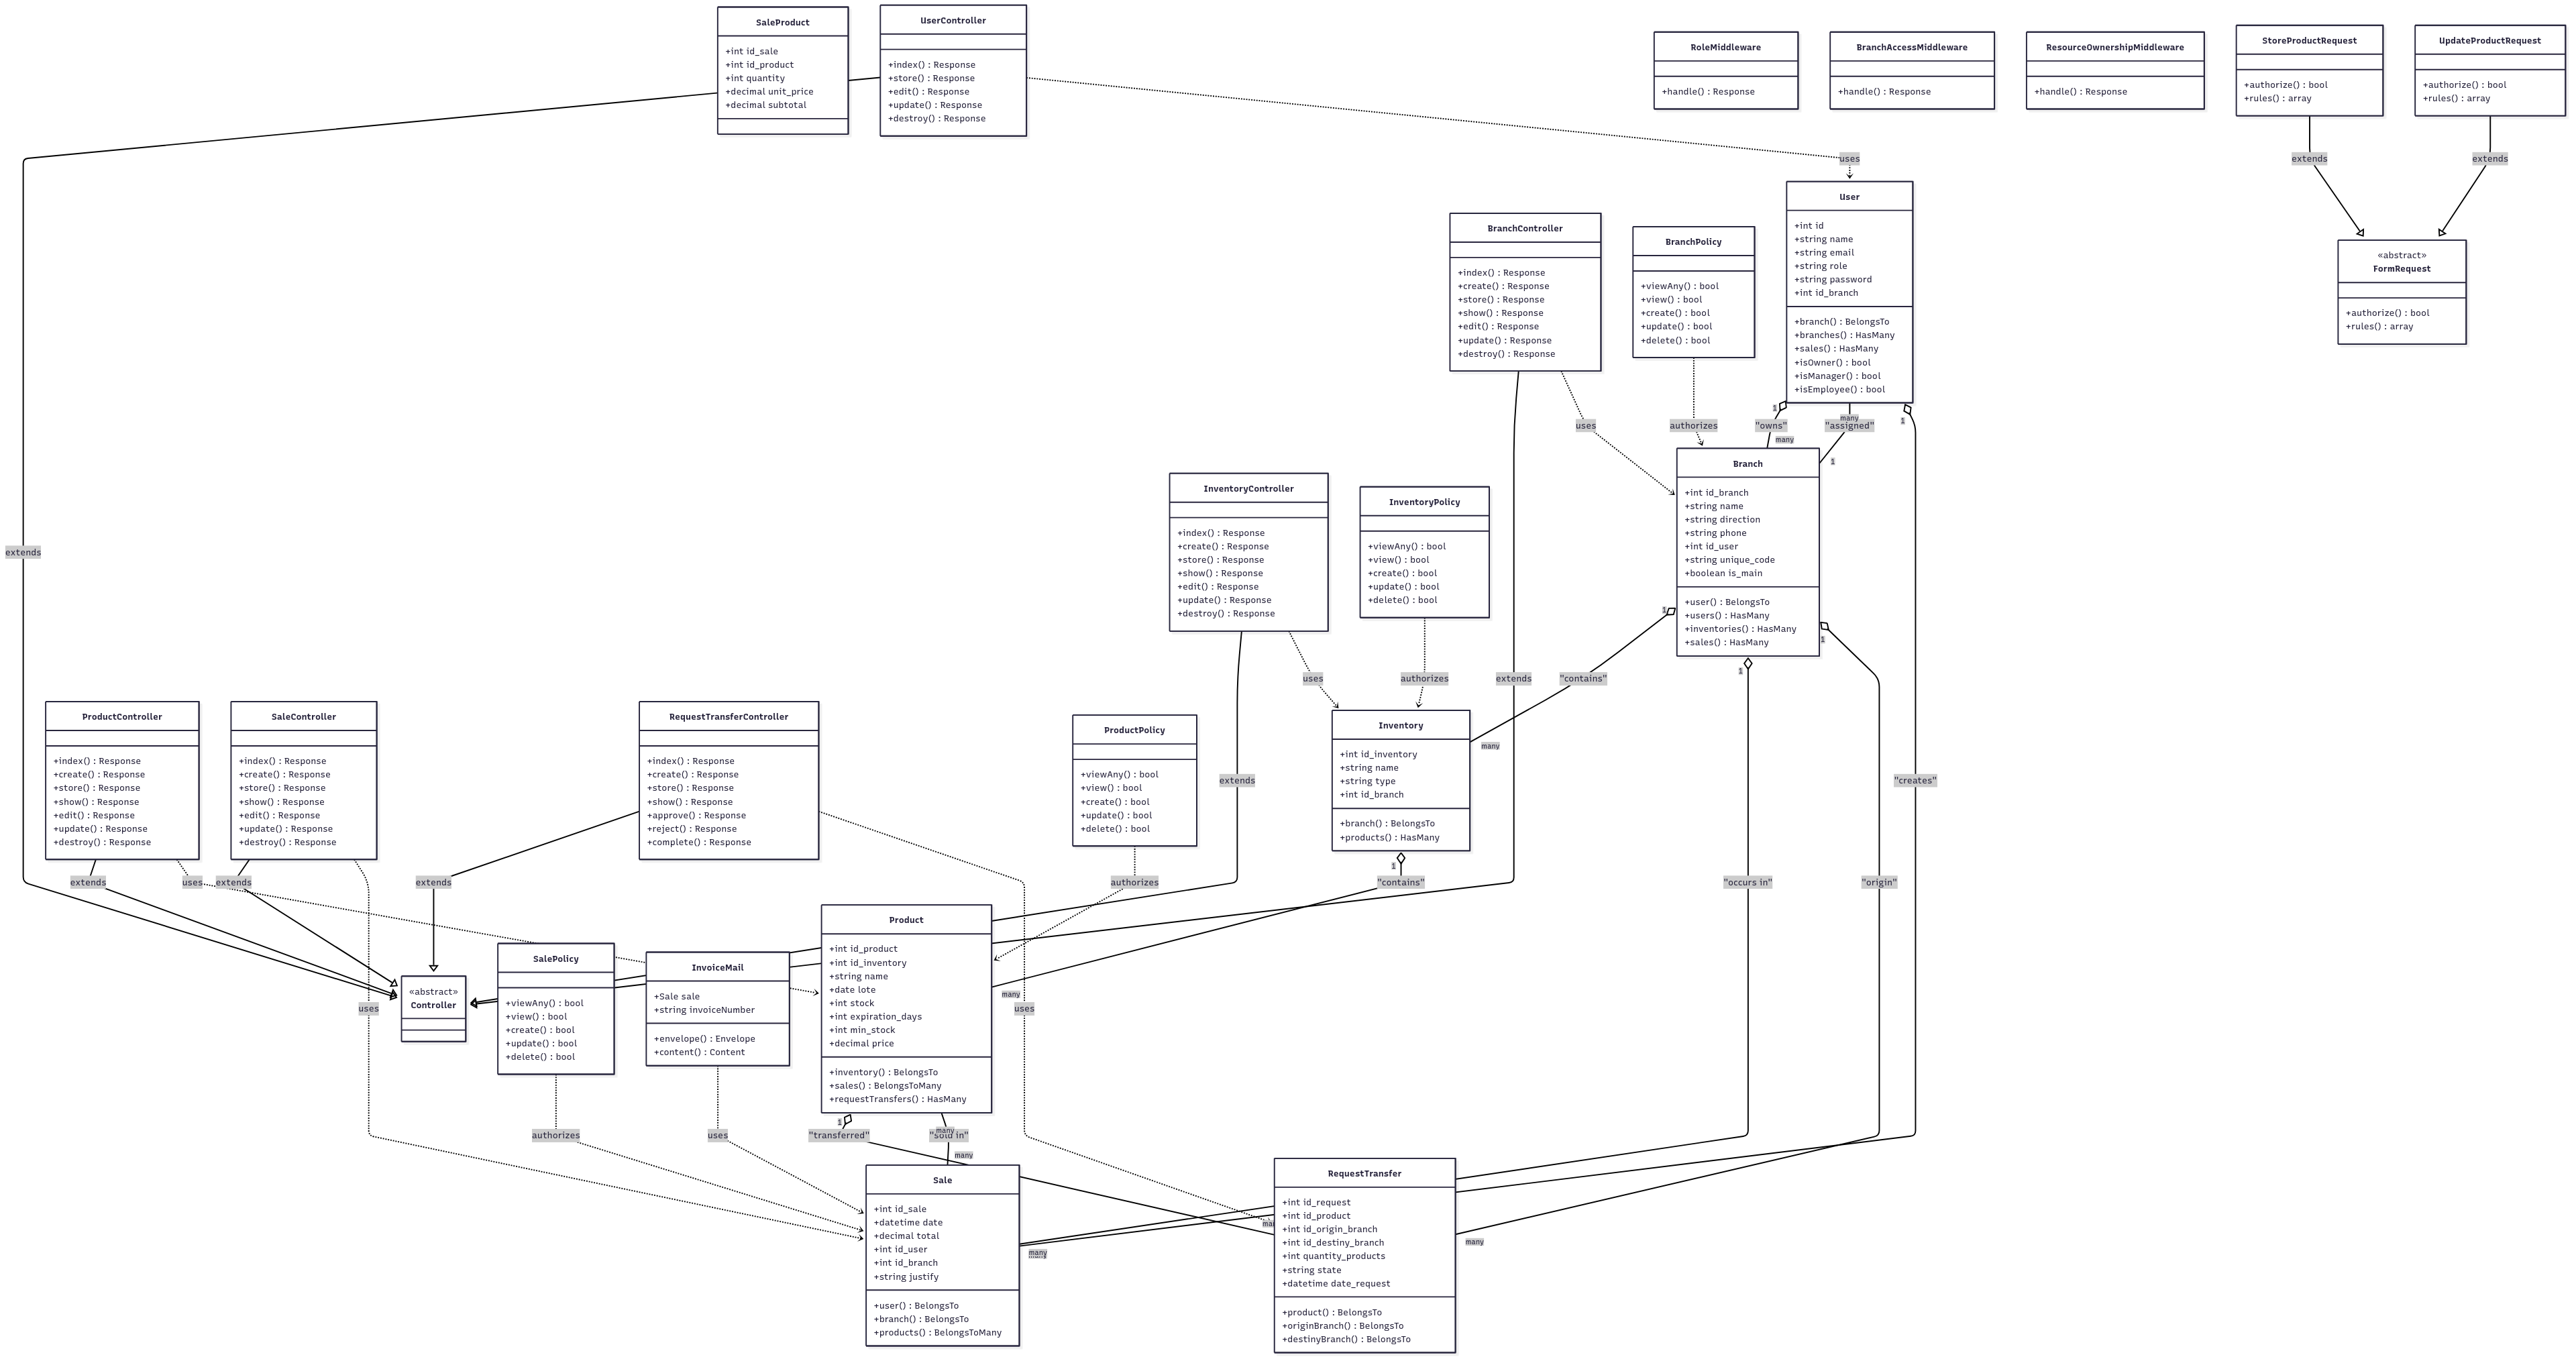 SaleProduct
+int id_sale
+int id_product
+int quantity
+decimal unit_price
+decimal subtotal
UserController
+index() : Response
+store() : Response
+edit() : Response
+update() : Response
+destroy() : Response
RoleMiddleware
+handle() : Response
BranchAccessMiddleware
+handle() : Response
ResourceOwnershipMiddleware
+handle() : Response
StoreProductRequest
+authorize() : bool
+rules() : array
UpdateProductRequest
+authorize() : bool
+rules() : array
uses
extends
extends
User
+int id
+string name
+string email
+string role
+string password
+int id_branch
+branch() : BelongsTo
+branches() : HasMany
+sales() : HasMany
+isOwner() : bool
+isManager() : bool
+isEmployee() : bool
BranchController
+index() : Response
+create() : Response
+store() : Response
+show() : Response
+edit() : Response
+update() : Response
+destroy() : Response
BranchPolicy
+viewAny() : bool
+view() : bool
+create() : bool
+update() : bool
+delete() : bool
«abstract»
FormRequest
+authorize() : bool
+rules() : array
uses
authorizes
1
"owns"
many
many
"assigned"
1
1
Branch
+int id_branch
+string name
+string direction
+string phone
+int id_user
+string unique_code
+boolean is_main
+user() : BelongsTo
+users() : HasMany
+inventories() : HasMany
+sales() : HasMany
InventoryController
+index() : Response
+create() : Response
+store() : Response
+show() : Response
+edit() : Response
+update() : Response
+destroy() : Response
InventoryPolicy
+viewAny() : bool
+view() : bool
+create() : bool
+update() : bool
+delete() : bool
extends
1
1
1
uses
authorizes
extends
"contains"
ProductController
+index() : Response
+create() : Response
+store() : Response
+show() : Response
+edit() : Response
+update() : Response
+destroy() : Response
SaleController
+index() : Response
+create() : Response
+store() : Response
+show() : Response
+edit() : Response
+update() : Response
+destroy() : Response
RequestTransferController
+index() : Response
+create() : Response
+store() : Response
+show() : Response
+approve() : Response
+reject() : Response
+complete() : Response
ProductPolicy
+viewAny() : bool
+view() : bool
+create() : bool
+update() : bool
+delete() : bool
extends
Inventory
+int id_inventory
+string name
+string type
+int id_branch
+branch() : BelongsTo
+products() : HasMany
many
"creates"
extends
uses
extends
extends
authorizes
1
"contains"
"occurs in"
"origin"
«abstract»
Controller
SalePolicy
+viewAny() : bool
+view() : bool
+create() : bool
+update() : bool
+delete() : bool
InvoiceMail
+Sale sale
+string invoiceNumber
+envelope() : Envelope
+content() : Content
Product
+int id_product
+int id_inventory
+string name
+date lote
+int stock
+int expiration_days
+int min_stock
+decimal price
+inventory() : BelongsTo
+sales() : BelongsToMany
+requestTransfers() : HasMany
many
uses
uses
authorizes
uses
1
"transferred"
many
"sold in"
many
Sale
+int id_sale
+datetime date
+decimal total
+int id_user
+int id_branch
+string justify
+user() : BelongsTo
+branch() : BelongsTo
+products() : BelongsToMany
many
RequestTransfer
+int id_request
+int id_product
+int id_origin_branch
+int id_destiny_branch
+int quantity_products
+string state
+datetime date_request
+product() : BelongsTo
+originBranch() : BelongsTo
+destinyBranch() : BelongsTo
many